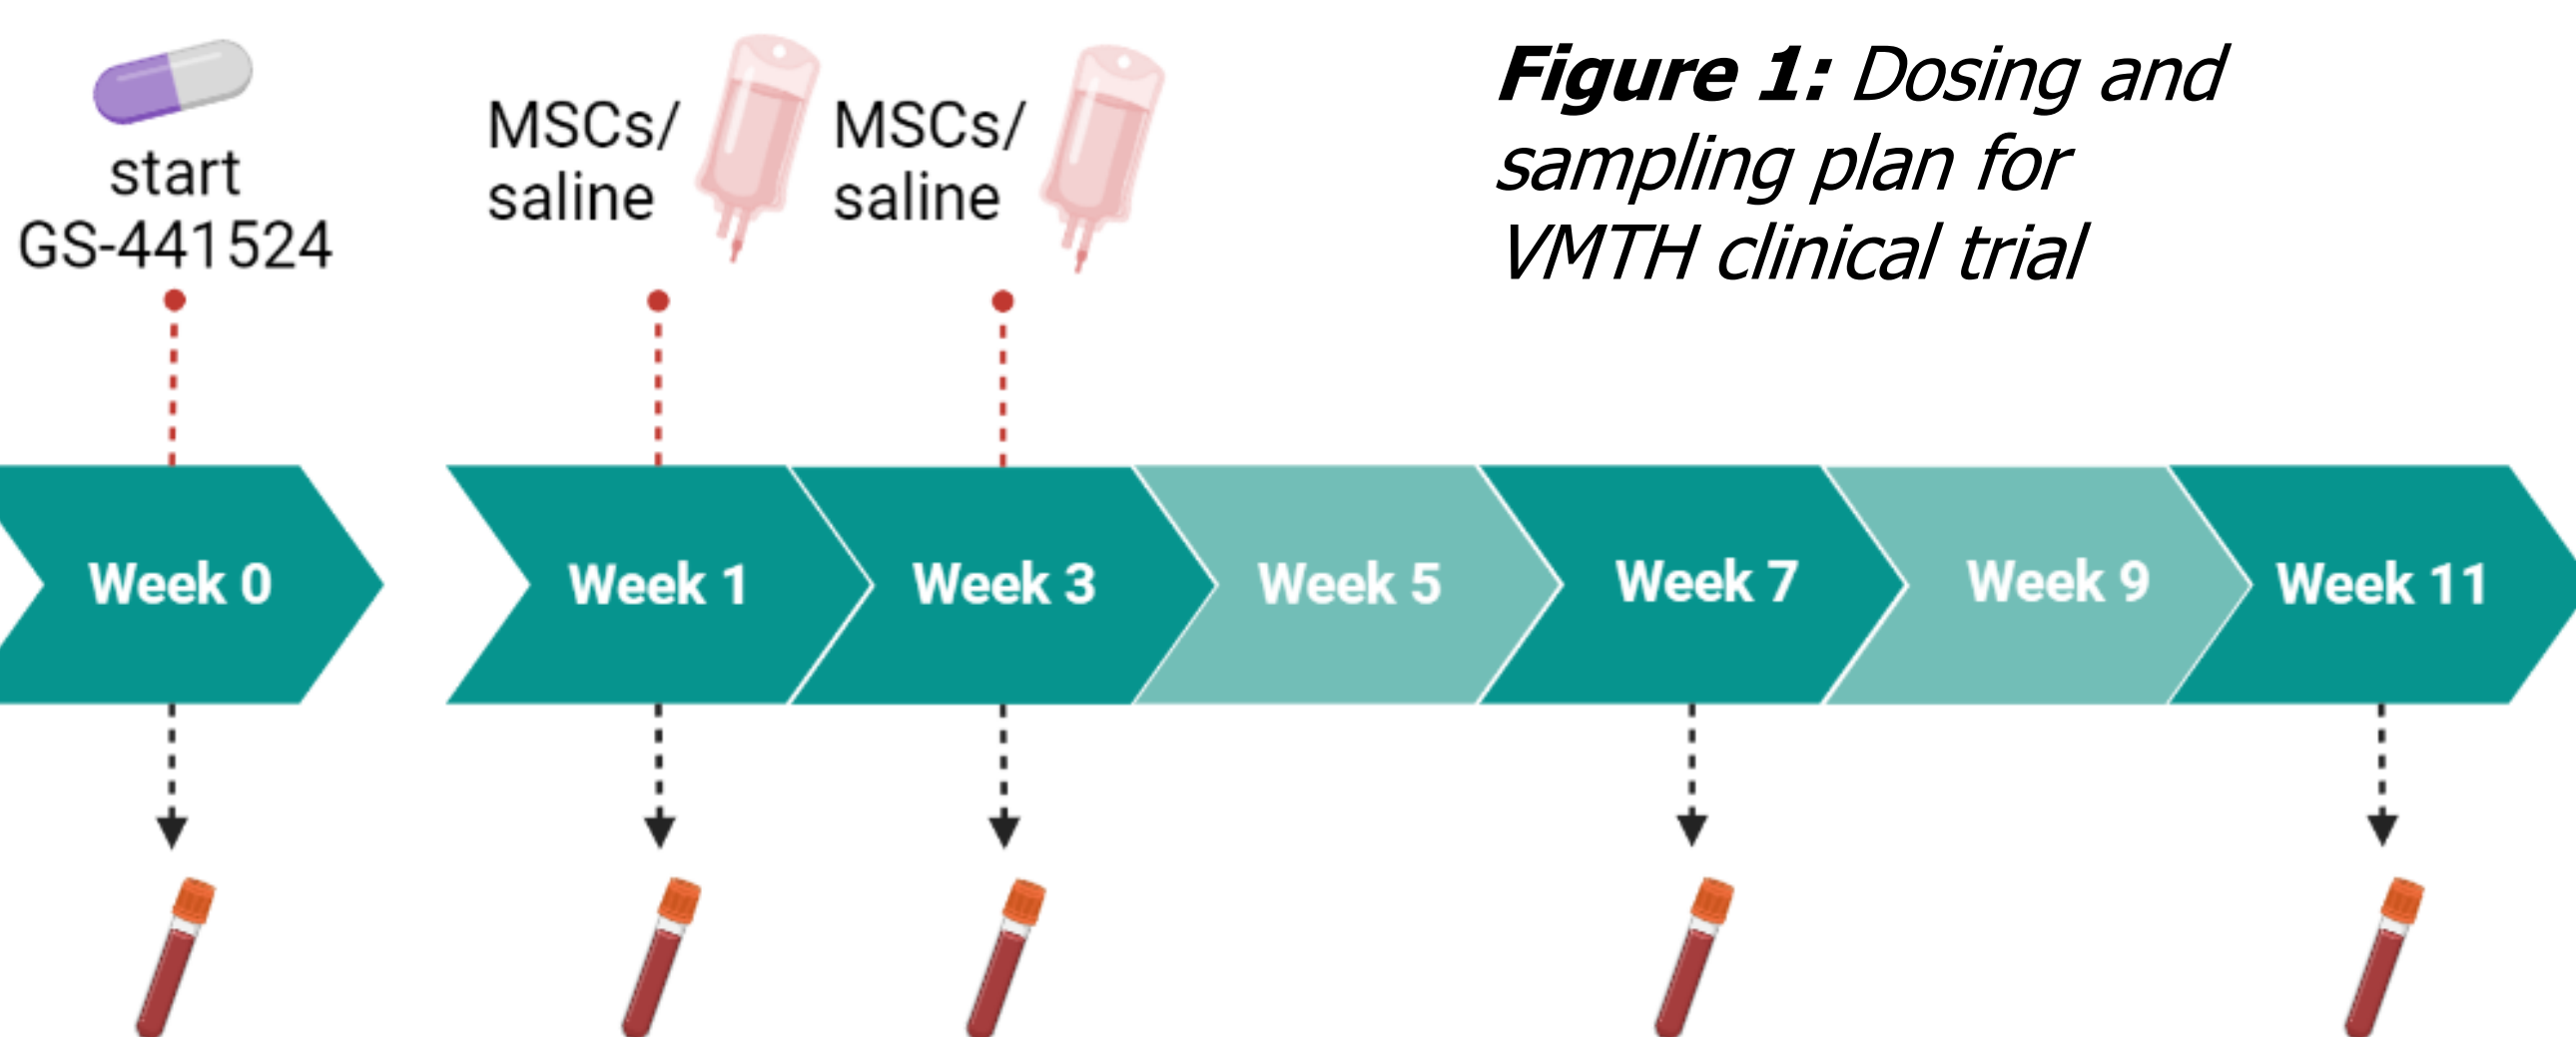 start
GS-441524
MSCs/
saline
MSCs/
saline
Figure 1: Dosing and
sampling plan for
VMTH clinical trial
Week 0
Week 1
Week 3
Week 5
Week 7
Week 9
Week 11